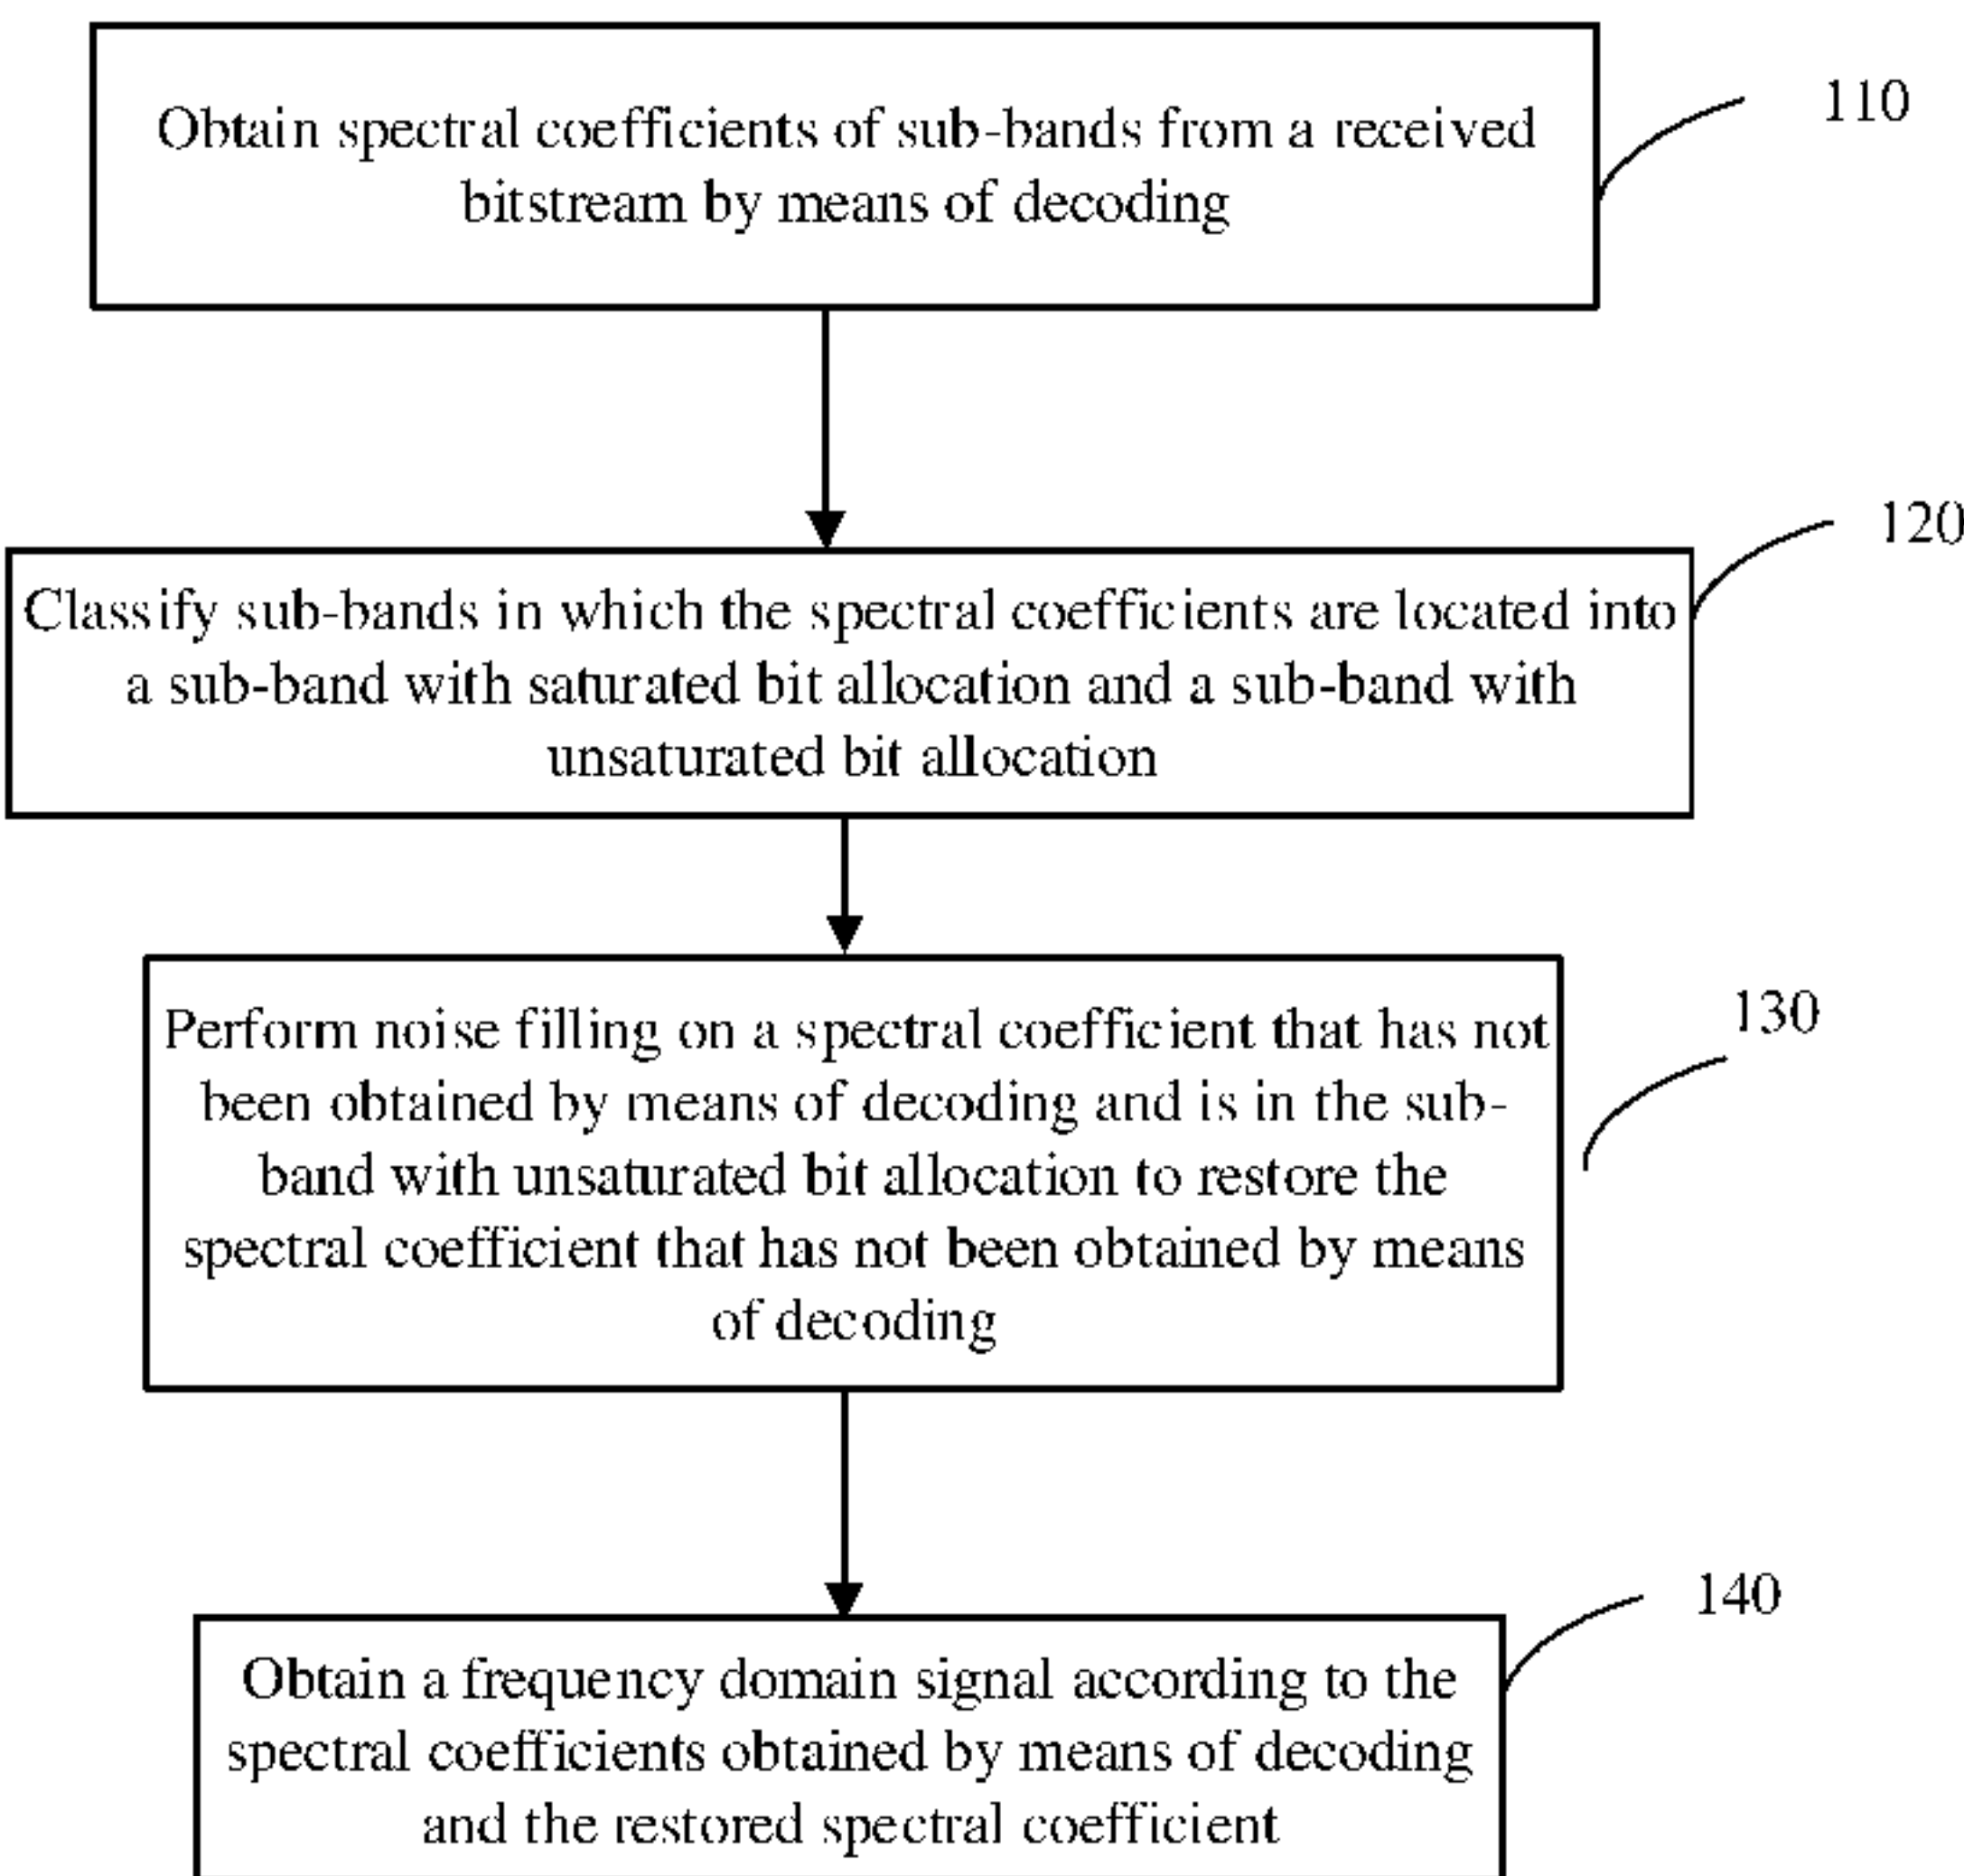 Obtain spectral coefficients of sub-bands from a received
bitstream by means of decoding
110
Classify sub-bands in which the spectral coefficients are located into
a sub-band with saturated bit allocation and a sub-band with
unsaturated bit allocation
120
Perform noise filling on a spectral coefficient that has not
been obtained by means of decoding and is in the sub-
band with unsaturated bit allocation to restore the
spectral coefficient that has not been obtained by means
of decoding
130
Obtain a frequency domain signal according to the
spectral coefficients obtained by means of decoding
and the restored spectral coefficient
140